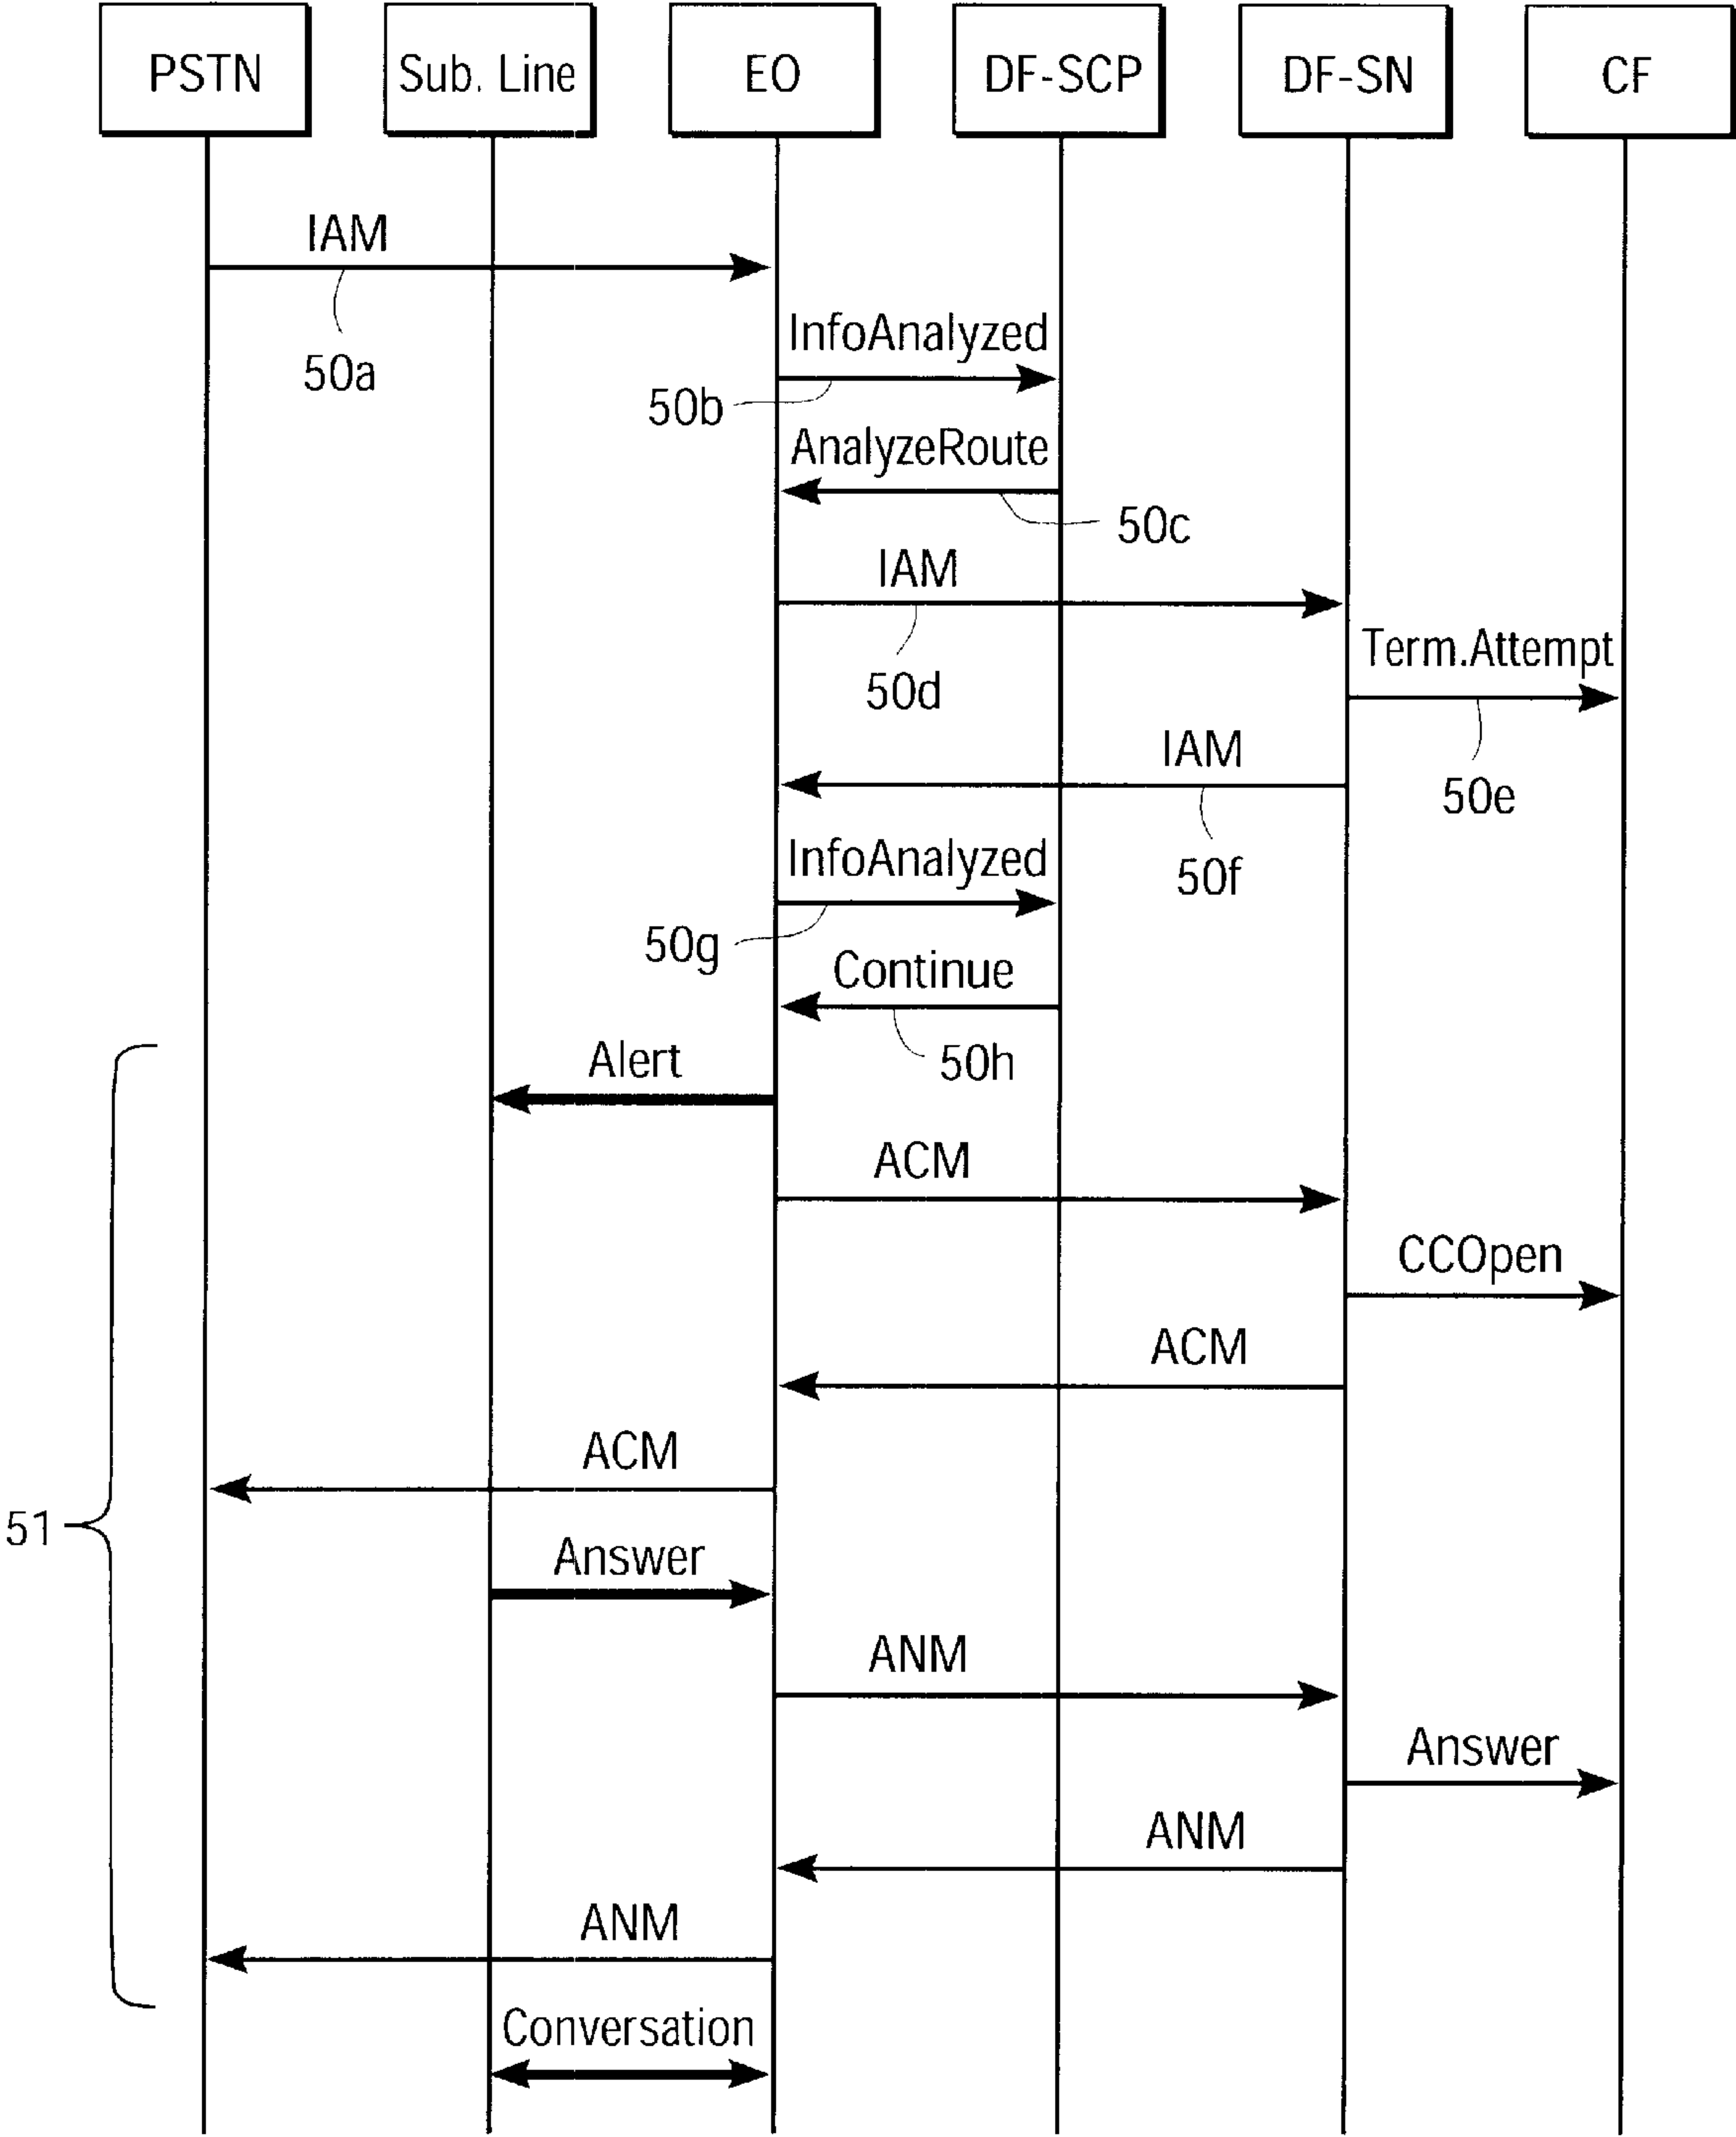 PSTN
Sub. Line
EO
DF-SCP
DF-SN
CF
IAM
50a
InfoAnalyzed
50b
AnalyzeRoute
50c
IAM
50d
Term.Attempt
50e
IAM
50f
InfoAnalyzed
50g
Continue
50h
Alert
ACM
CCOpen
ACM
ACM
51
Answer
ANM
Answer
ANM
ANM
Conversation